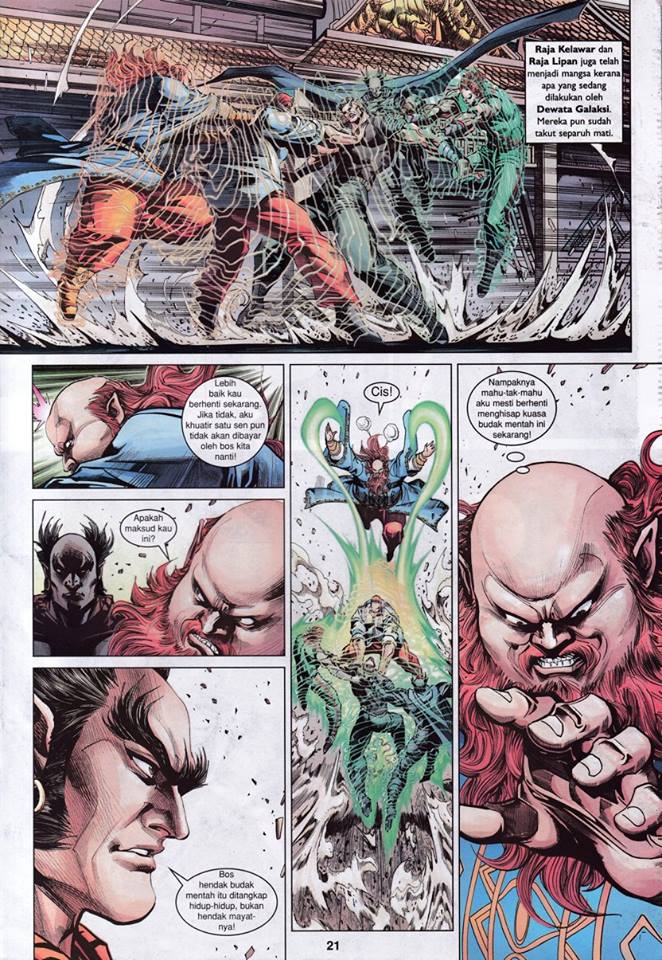 Raja Kelawar dan
Raja Lipan juga telah
menjadi mangsa kerana
apa yang sedang
dilakukan oleh
Dewata Galaksi.
Mereka pun sudah
takut separuh mati.
Lebih
baik kau
berhenti sekarang.
Jika tidak, aku
khuatir satu sen pun
tidak akan dibayar
oleh bos kita
nanti!
Apakah
maksud kau
ini?
Bos
hendak budak
mentah itu ditangkap
hidup-hidup, bukan
hendak mayat-
nya!
Cis!
Nampaknya
mahu-tak-mahu
aku mesti berhenti
menghisap kuasa
budak mentah ini
sekarang!
21